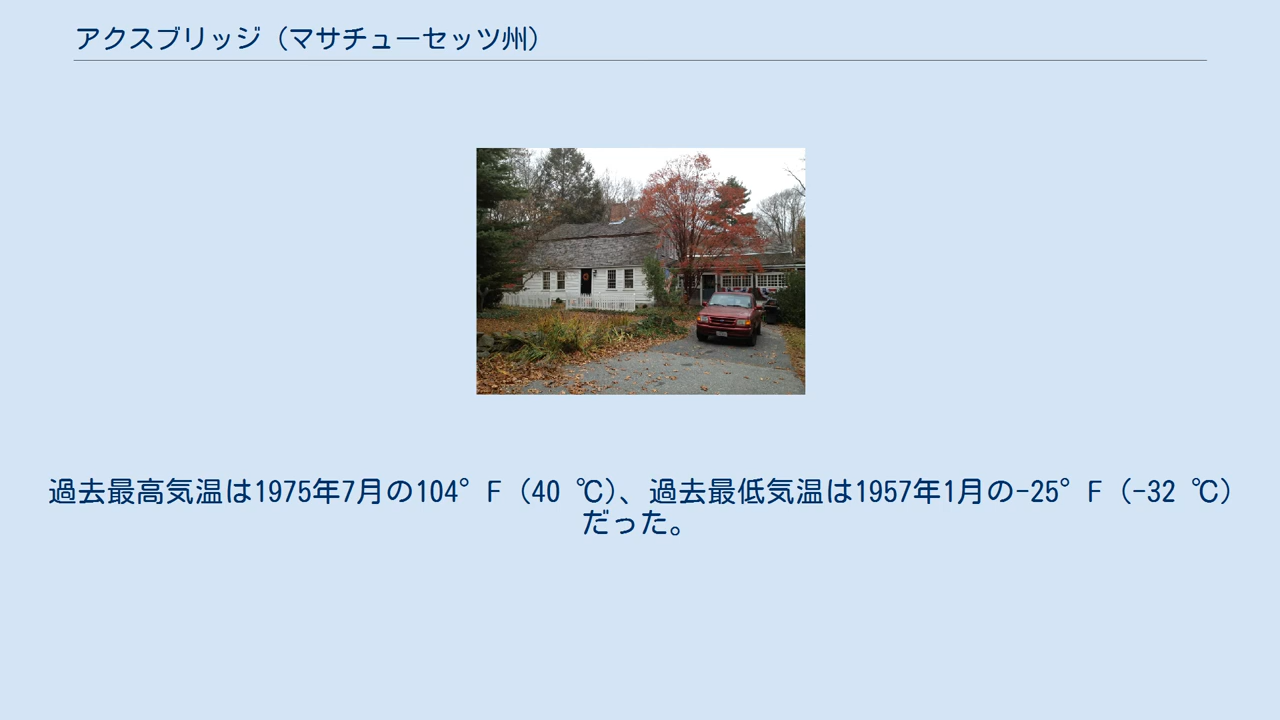 アクスブリッジ（マサチューセッツ州）
過去最高気温は1975年7月の104°F（40 ℃）、過去最低気温は1957年1月の-25°F（-32 ℃）
だった。